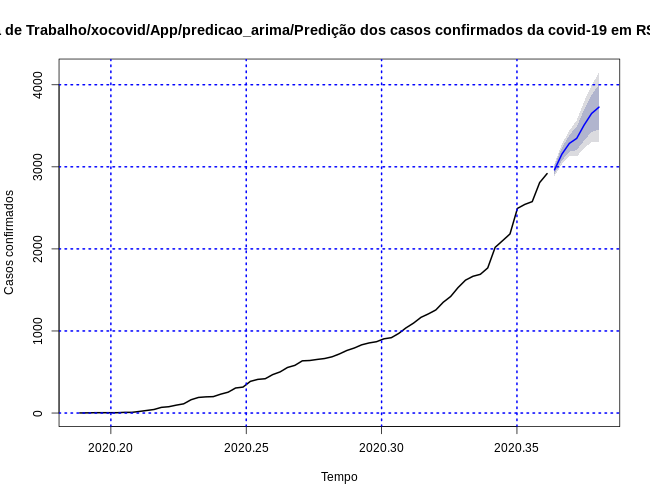 de Trabalho/xocovid/App/predicao_arima/Predição dos casos confirmados da covid-19 em RS
4000
3000
2000
1000
0
Casos confirmados
2020.20 2020.25 2020.30 2020.35
Tempo